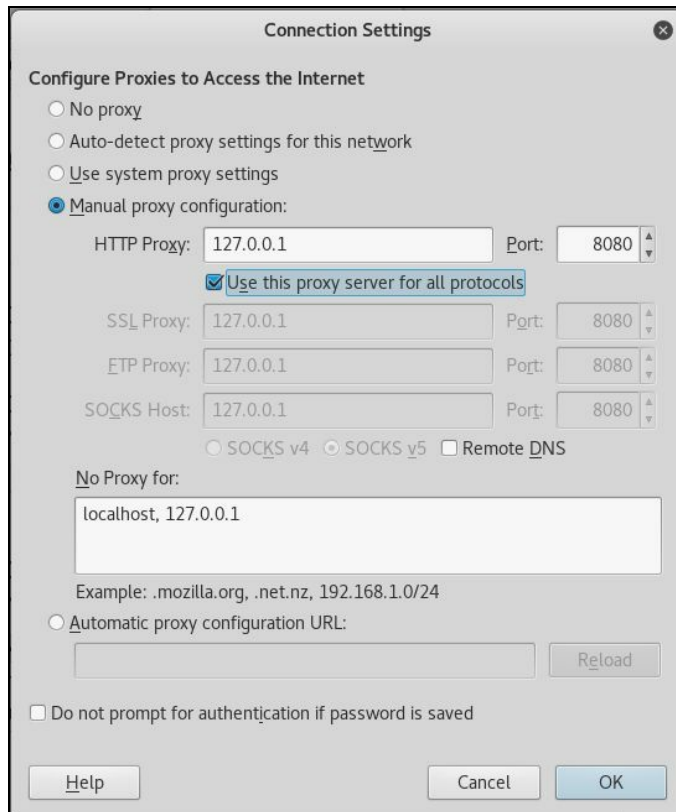 Connection Settings
Configure Proxies to Access the Internet
No proxy
Auto-detect proxy settings for this network
Use system proxy settings
Manual proxy configuration:
HTTP Proxy: 127.0.0.1 Port: 8080
Use this proxy server for all protocols
SSL Proxy: 127.0.0.1 Port: 8080
FTP Proxy: 127.0.0.1 Port: 8080
SOCKS Host: 127.0.0.1 Port: 8080
SOCKS v4 SOCKS v5 Remote DNS
No Proxy for:
localhost, 127.0.0.1
Example: .mozilla.org, .net.nz, 192.168.1.0/24
Automatic proxy configuration URL:
Reload
Do not prompt for authentication if password is saved
Help Cancel OK